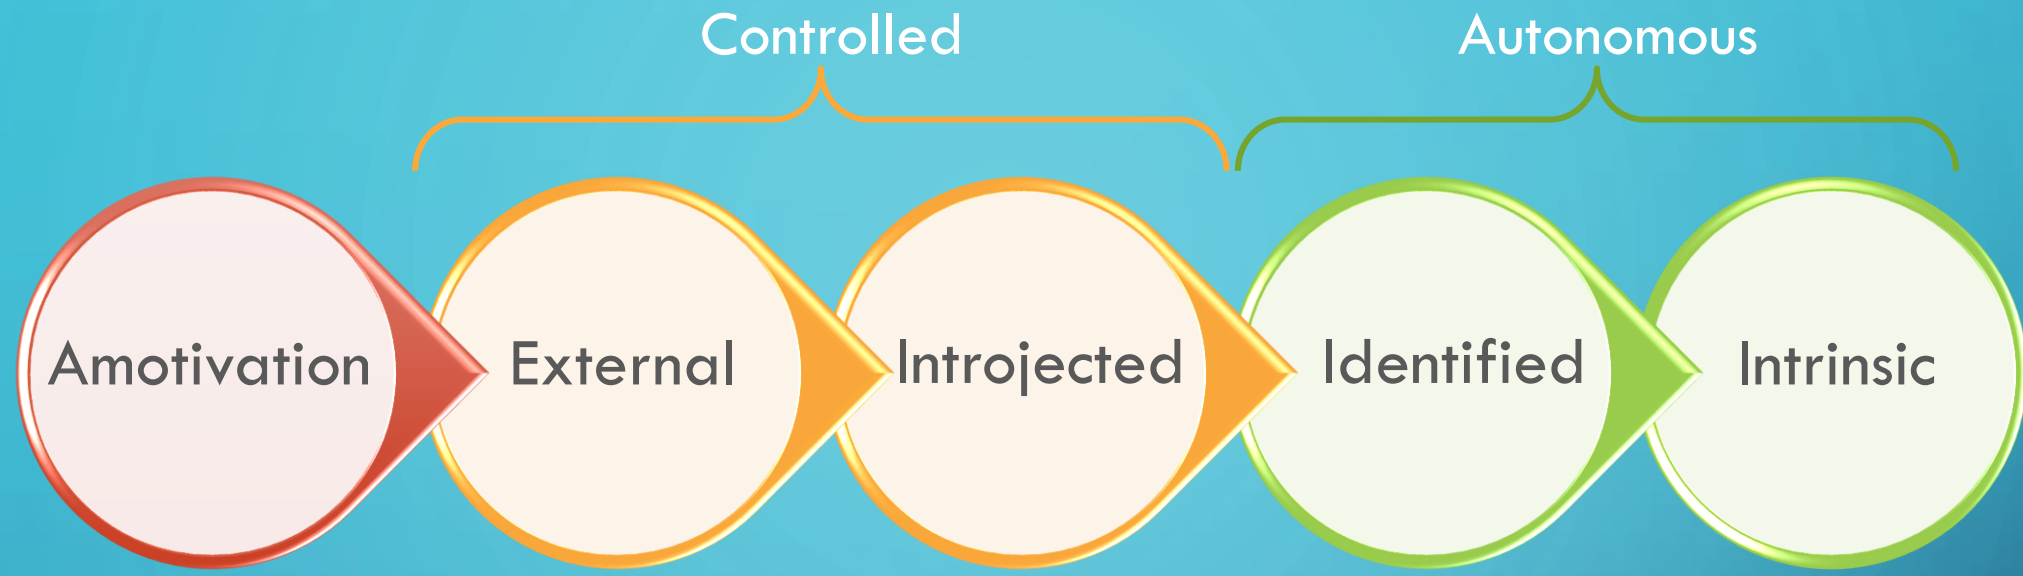 Controlled
Autonomous
Amotivation
External
Introjected
Identified
Intrinsic